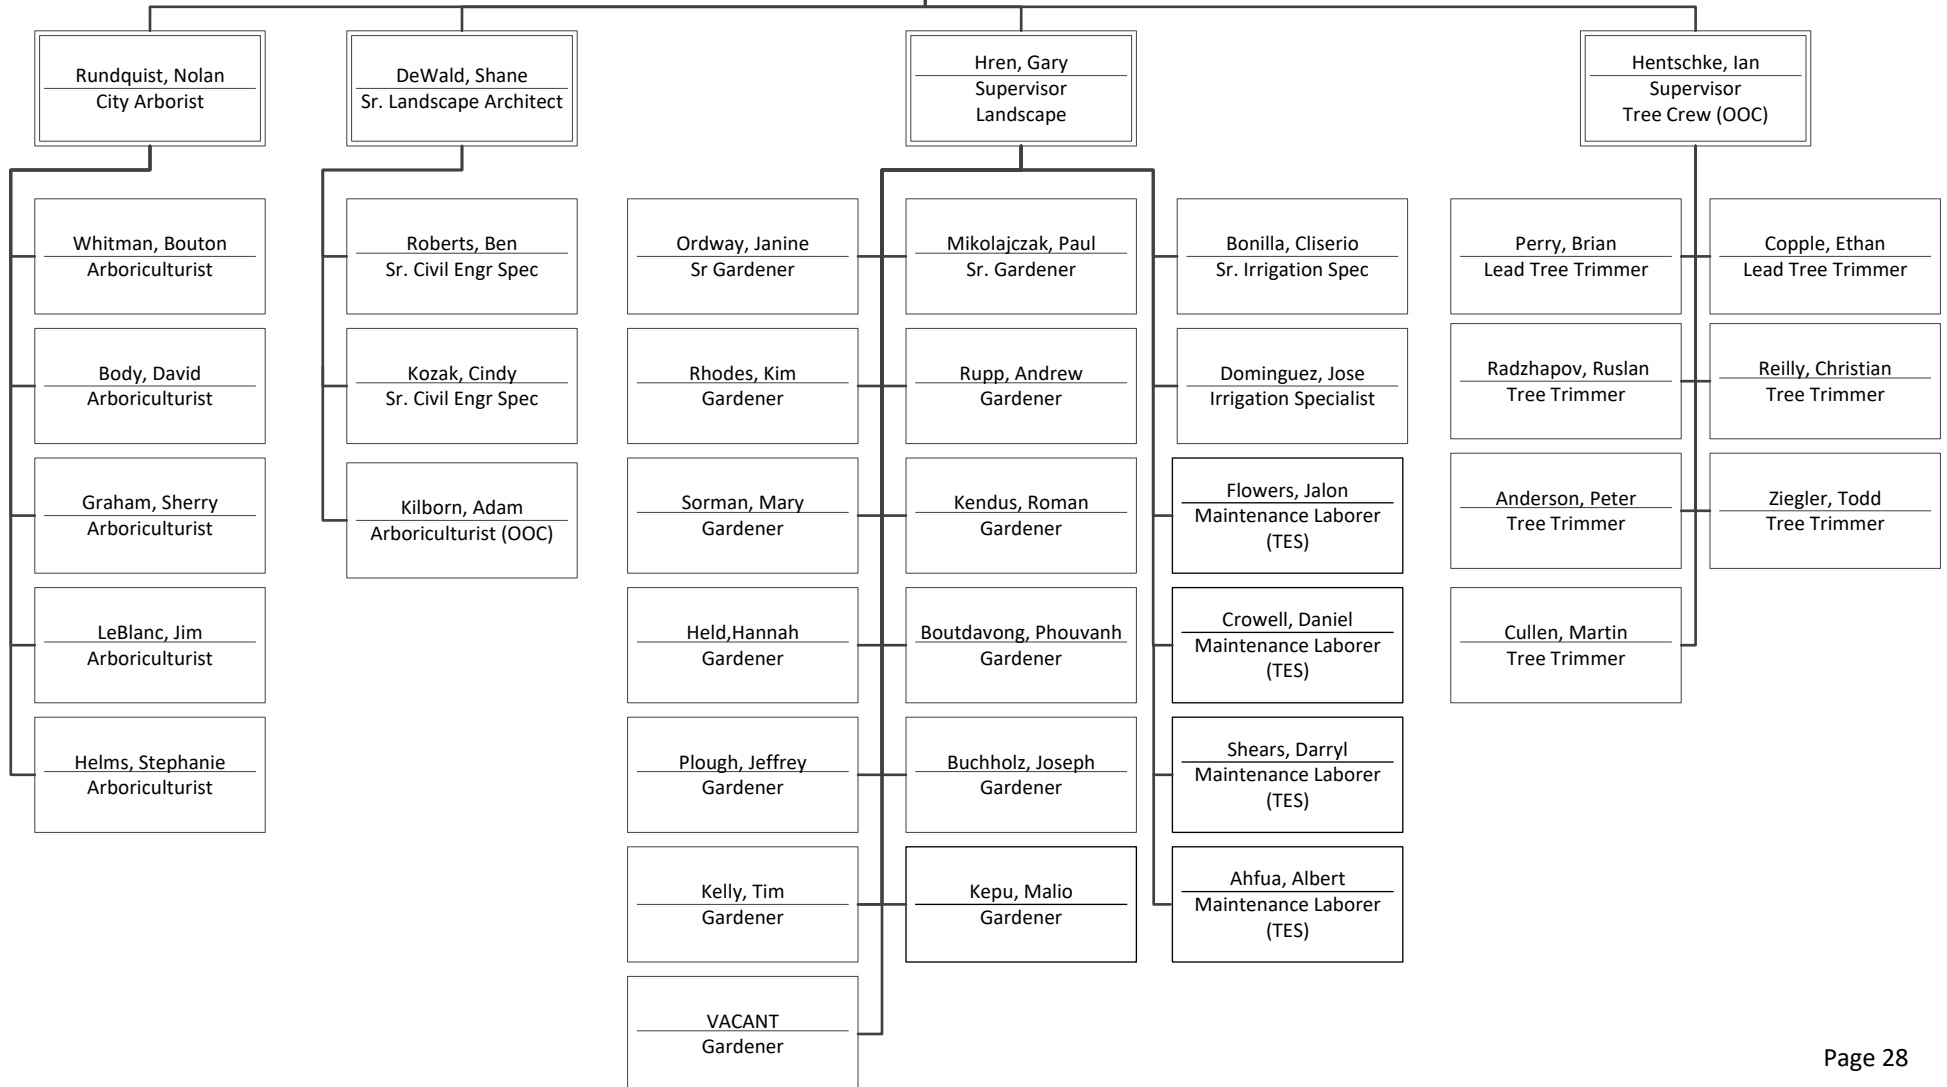 Rundquist, Nolan
City Arborist
DeWald, Shane
Sr. Landscape Architect
Hren, Gary
Supervisor
Landscape
Hentschke, Ian
Supervisor
Tree Crew (OOC)
Whitman, Bouton
Arboriculturist
Roberts, Ben
Sr. Civil Engr Spec
Ordway, Janine
Sr Gardener
Mikolajczak, Paul
Sr. Gardener
Bonilla, Cliserio
Sr. Irrigation Spec
Perry, Brian
Lead Tree Trimmer
Copple, Ethan
Lead Tree Trimmer
Body, David
Arboriculturist
Kozak, Cindy
Sr. Civil Engr Spec
Rhodes, Kim
Gardener
Rupp, Andrew
Gardener
Dominguez, Jose
Irrigation Specialist
Radzhapov, Ruslan
Tree Trimmer
Reilly, Christian
Tree Trimmer
Graham, Sherry
Arboriculturist
Kilborn, Adam
Arboriculturist (OOC)
Sorman, Mary
Gardener
Kendus, Roman
Gardener
Flowers, Jalon
Maintenance Laborer
(TES)
Anderson, Peter
Tree Trimmer
Ziegler, Todd
Tree Trimmer
LeBlanc, Jim
Arboriculturist
Held,Hannah
Gardener
Boutdavong, Phouvanh
Gardener
Crowell, Daniel
Maintenance Laborer
(TES)
Cullen, Martin
Tree Trimmer
Helms, Stephanie
Arboriculturist
Plough, Jeffrey
Gardener
Buchholz, Joseph
Gardener
Shears, Darryl
Maintenance Laborer
(TES)
Kelly, Tim
Gardener
Kepu, Malio
Gardener
Ahfua, Albert
Maintenance Laborer
(TES)
VACANT
Gardener
Page 28